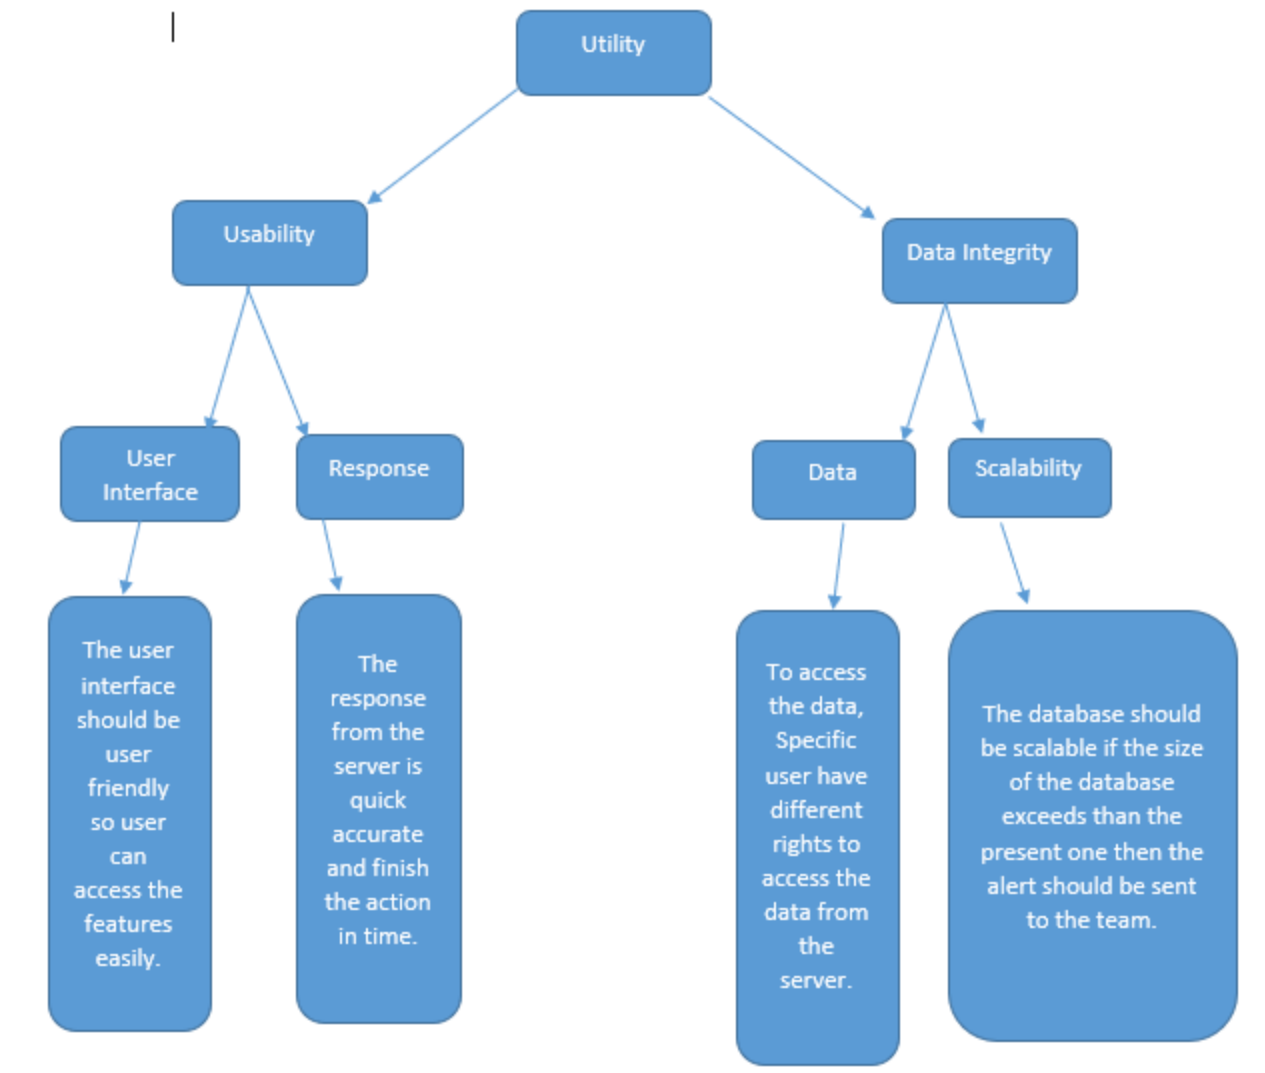 Utility
Usability
Data Integrity
User
Interface
Response
Data
Scalability
The user
interface
should be
user
friendly
so user
can
access the
features
easily.
The
response
from the
server is
quick
accurate
and finish
the action
in time.
To access
the data,
Specific
user have
different
rights to
access the
data from
the
server.
The database should
be scalable if the size
of the database
exceeds than the
present one then the
alert should be sent
to the team.